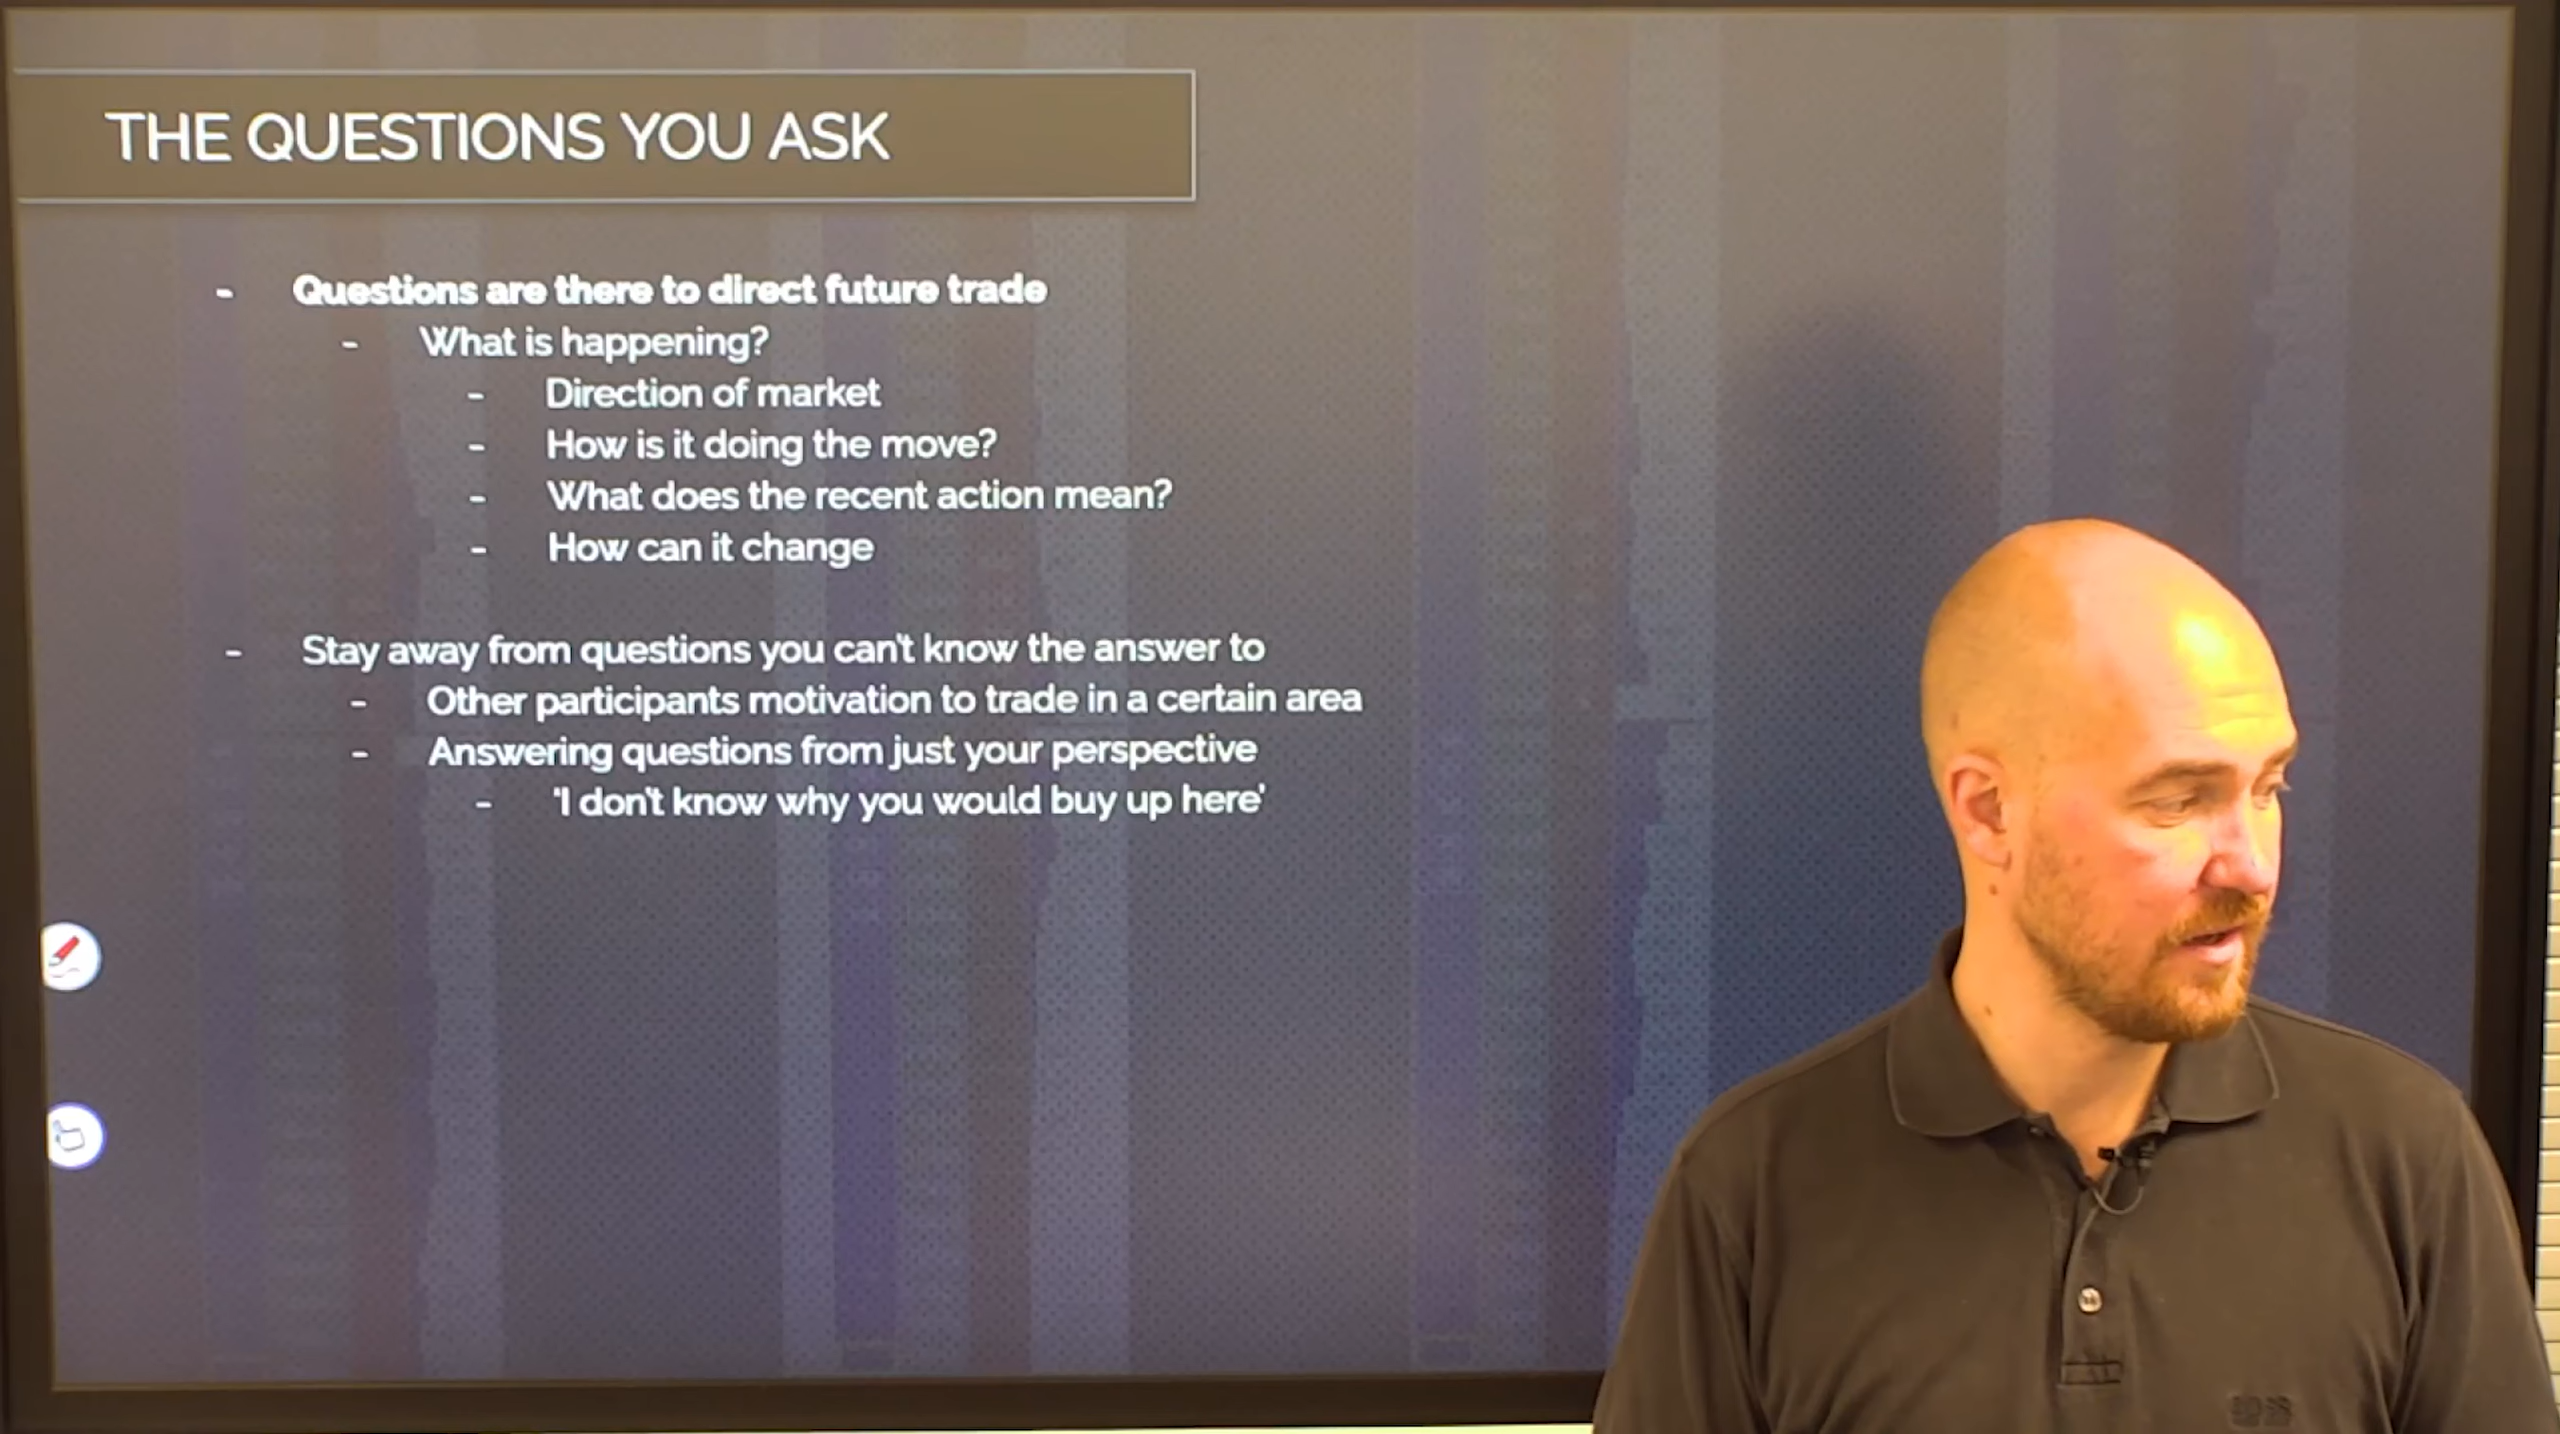 THE QUESTIONS YOU ASK
- Questions are there to direct future trade
- What is happening?
- Direction of market
- How is it doing the move?
- What does the recent action mean?
- How can it change
- Stay away from questions you can't know the answer to
- Other participants motivation to trade in a certain area
- Answering questions from just your perspective
- 'I don't know why you would buy up here'
BOSS